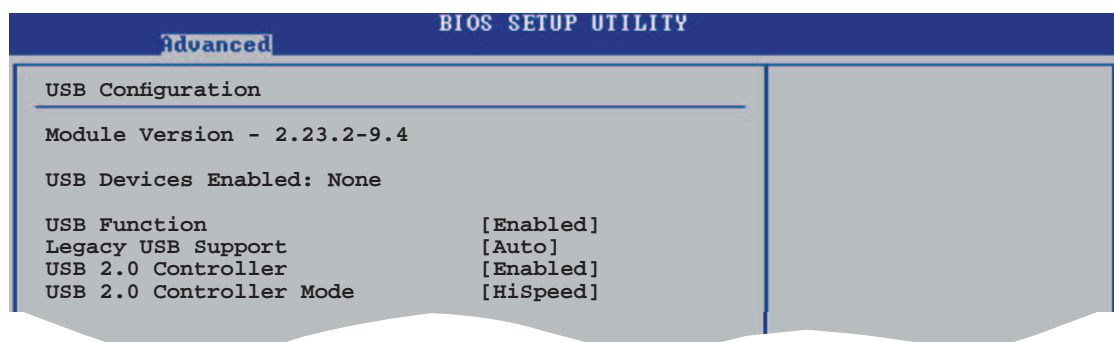 BIOS SETUP UTILITY
Advanced
USB Configuration
Module Version - 2.23.2-9.4
USB Devices Enabled: None
USB Function [Enabled]
Legacy USB Support [Auto]
USB 2.0 Controller [Enabled]
USB 2.0 Controller Mode [HiSpeed]